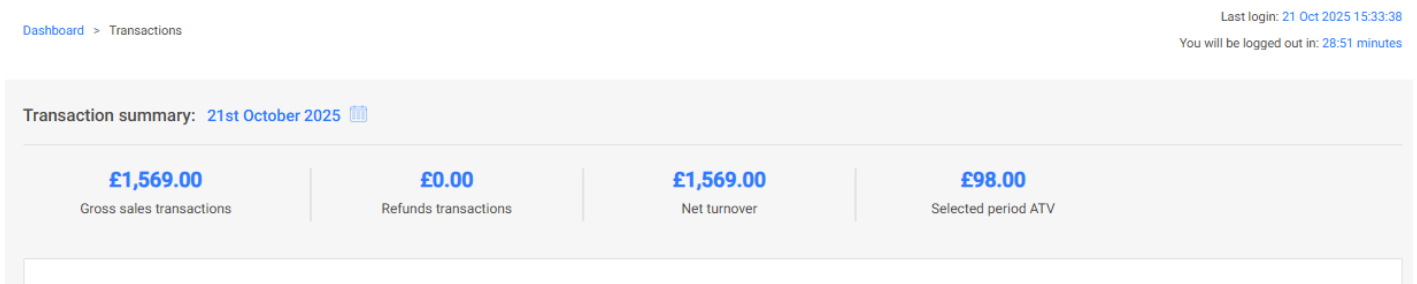 Dashboard > Transactions
Last login: 21 Oct 2025 15:33:38
You will be logged out in: 28:51 minutes
Transaction summary: 21st October 2025
£1,569.00 £0.00 £1,569.00 £98.00
Gross sales transactions Refunds transactions Net turnover Selected period ATV